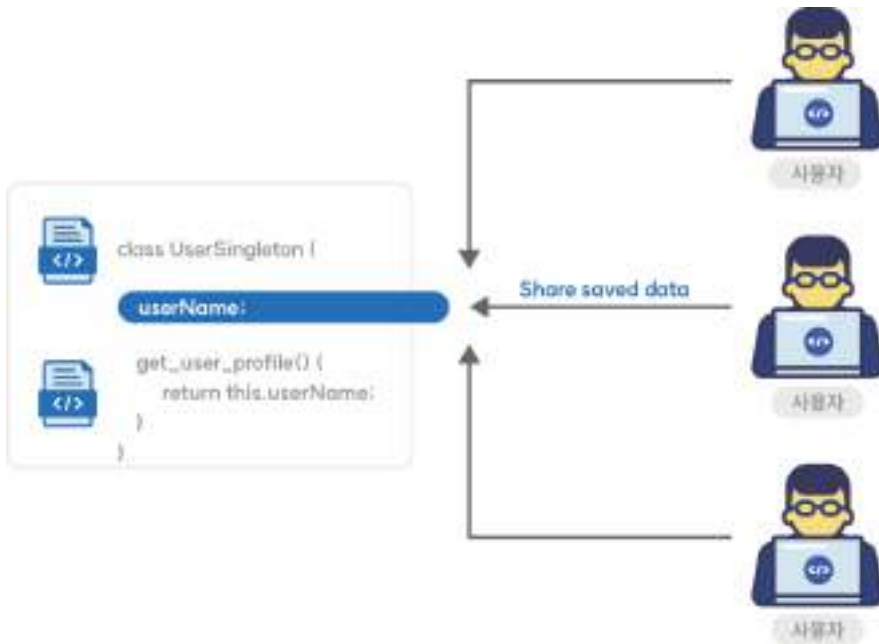 class UserSingleton {
</>
userName;
Share saved data
get_user_profile() {
return this.userName;
</>
}
}
</>
사용자
</>
사용자
</>
사용자